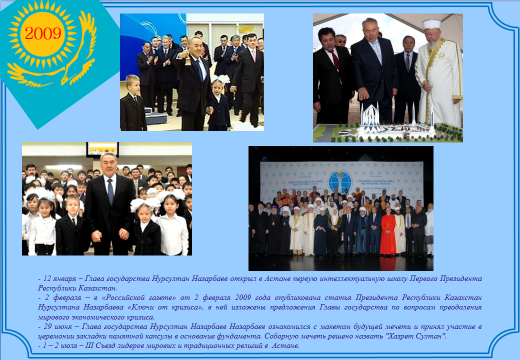 2009
- 12 января – Глава государства Нурсултан Назарбаев открыл в Астане первую интеллектуальную школу Первого Президента
Республики Казахстан.
- 2 февраля – в «Российской газете» от 2 февраля 2009 года опубликована статья Президента Республики Казахстан
Нурсултана Назарбаева «Ключи от кризиса», в ней изложены предложения Главы государства по вопросам преодоления
мирового экономического кризиса.
- 29 июня – Глава государства Нурсултан Назарбаев Назарбаев ознакомился с макетом будущей мечети и принял участие в
церемонии закладки памятной капсулы в основание фундамента. Соборную мечеть решено назвать "Хазрет Султан".
- 1 – 2 июля – III Съезд лидеров мировых и традиционных религий в Астане.